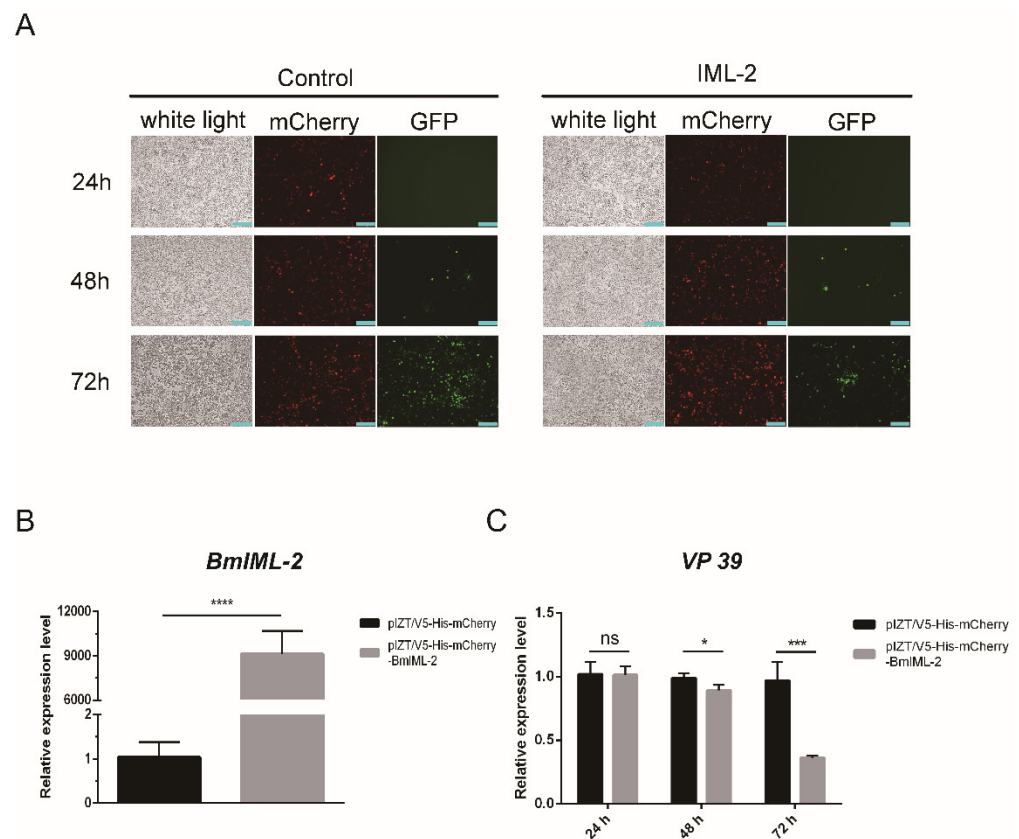 A
Control
IML-2
white light mCherry GFP
white light mCherry GFP
24h
48h
72h
B
C
BmIML-2
VP 39
Relative expression level
12000
9000
6000
2
1
0
****
pIZT/V5-His-mCherry
pIZT/V5-His-mCherry
-BmIML-2
Relative expression level
1.5
1.0
0.5
0.0
ns
*
***
24 h
48 h
72 h
pIZT/V5-His-mCherry
pIZT/V5-His-mCherry
-BmIML-2